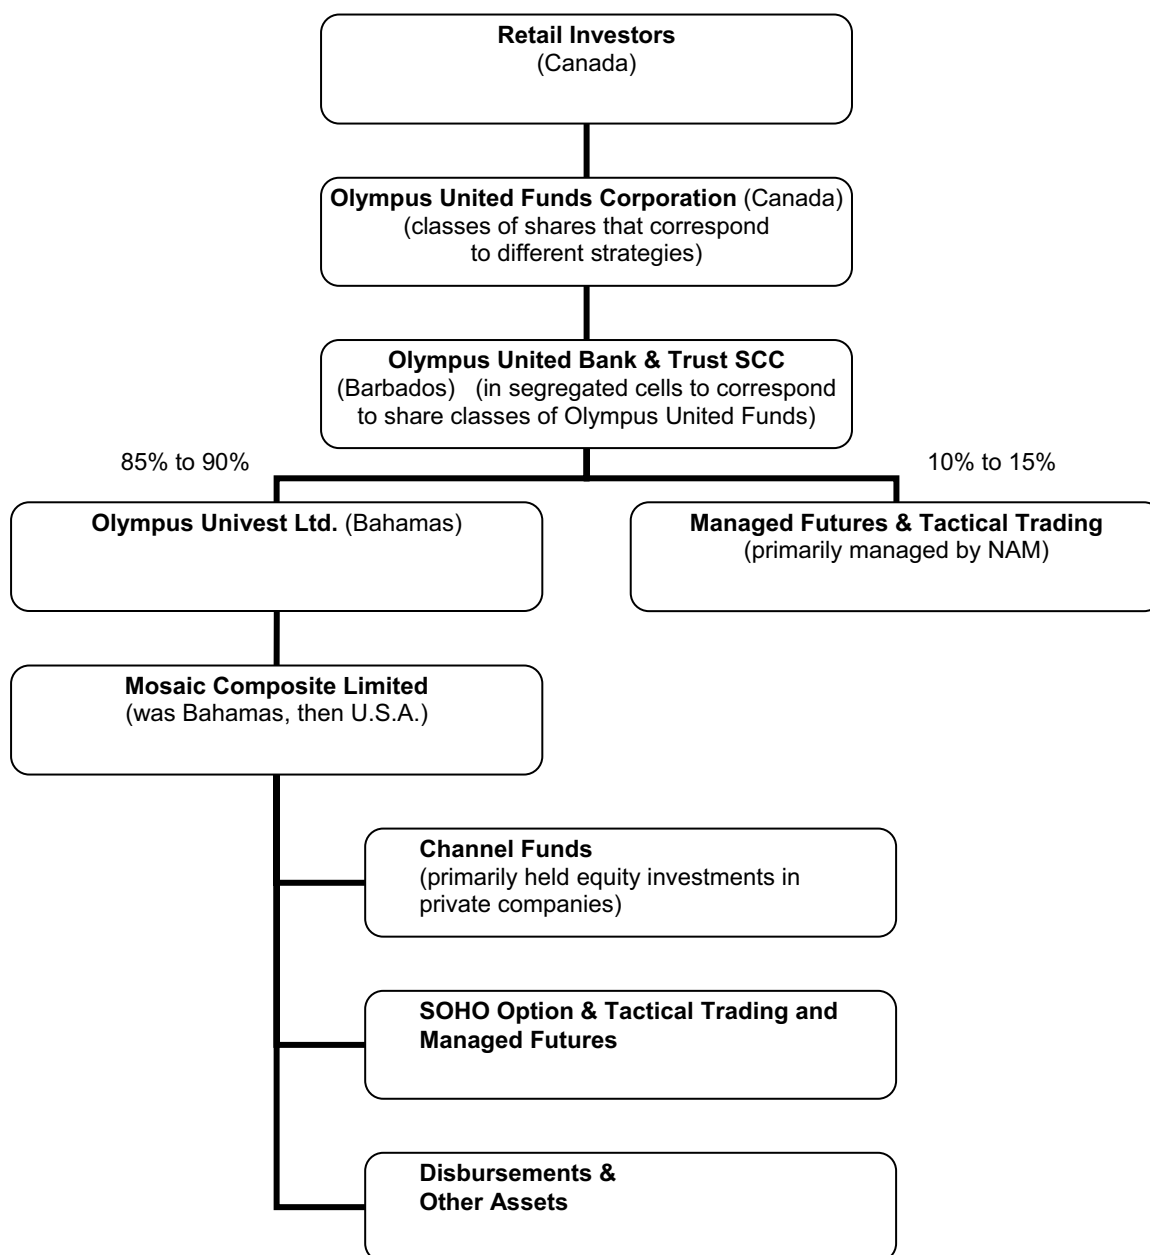 Retail Investors
(Canada)
Olympus United Funds Corporation (Canada)
(classes of shares that correspond
to different strategies)
Olympus United Bank & Trust SCC
(Barbados) (in segregated cells to correspond
to share classes of Olympus United Funds)
85% to 90%
10% to 15%
Olympus Univest Ltd. (Bahamas)
Managed Futures & Tactical Trading
(primarily managed by NAM)
Mosaic Composite Limited
(was Bahamas, then U.S.A.)
Channel Funds
(primarily held equity investments in
private companies)
SOHO Option & Tactical Trading and
Managed Futures
Disbursements &
Other Assets